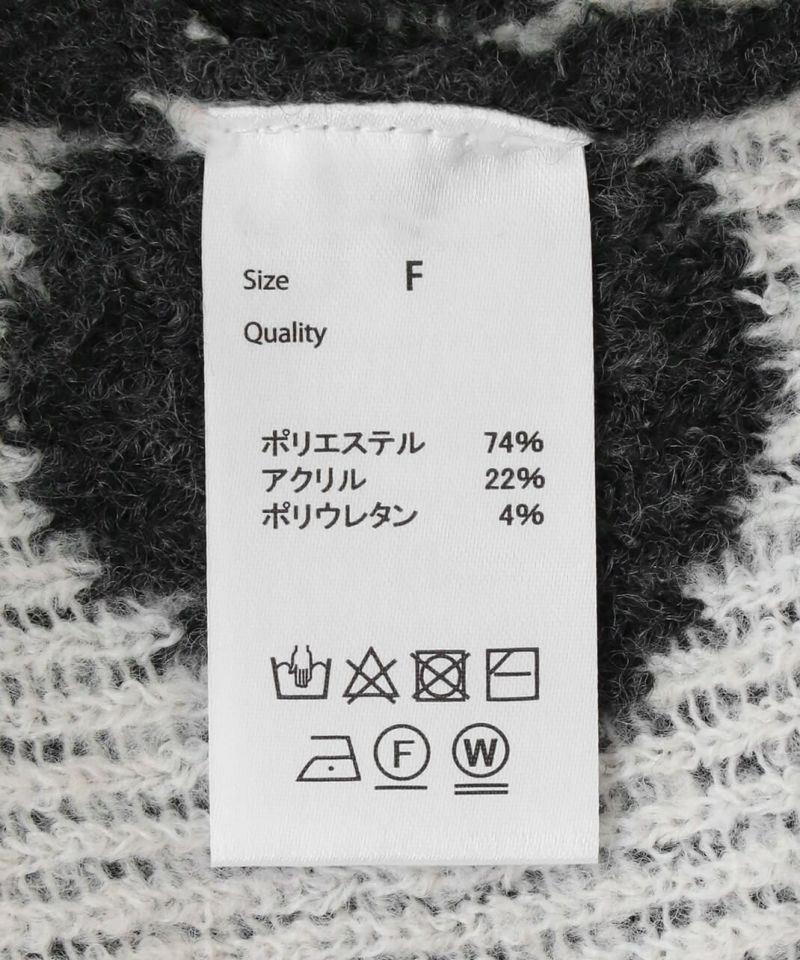 Size F
Quality
ポリエステル 74%
アクリル 22%
ポリウレタン 4%
F W